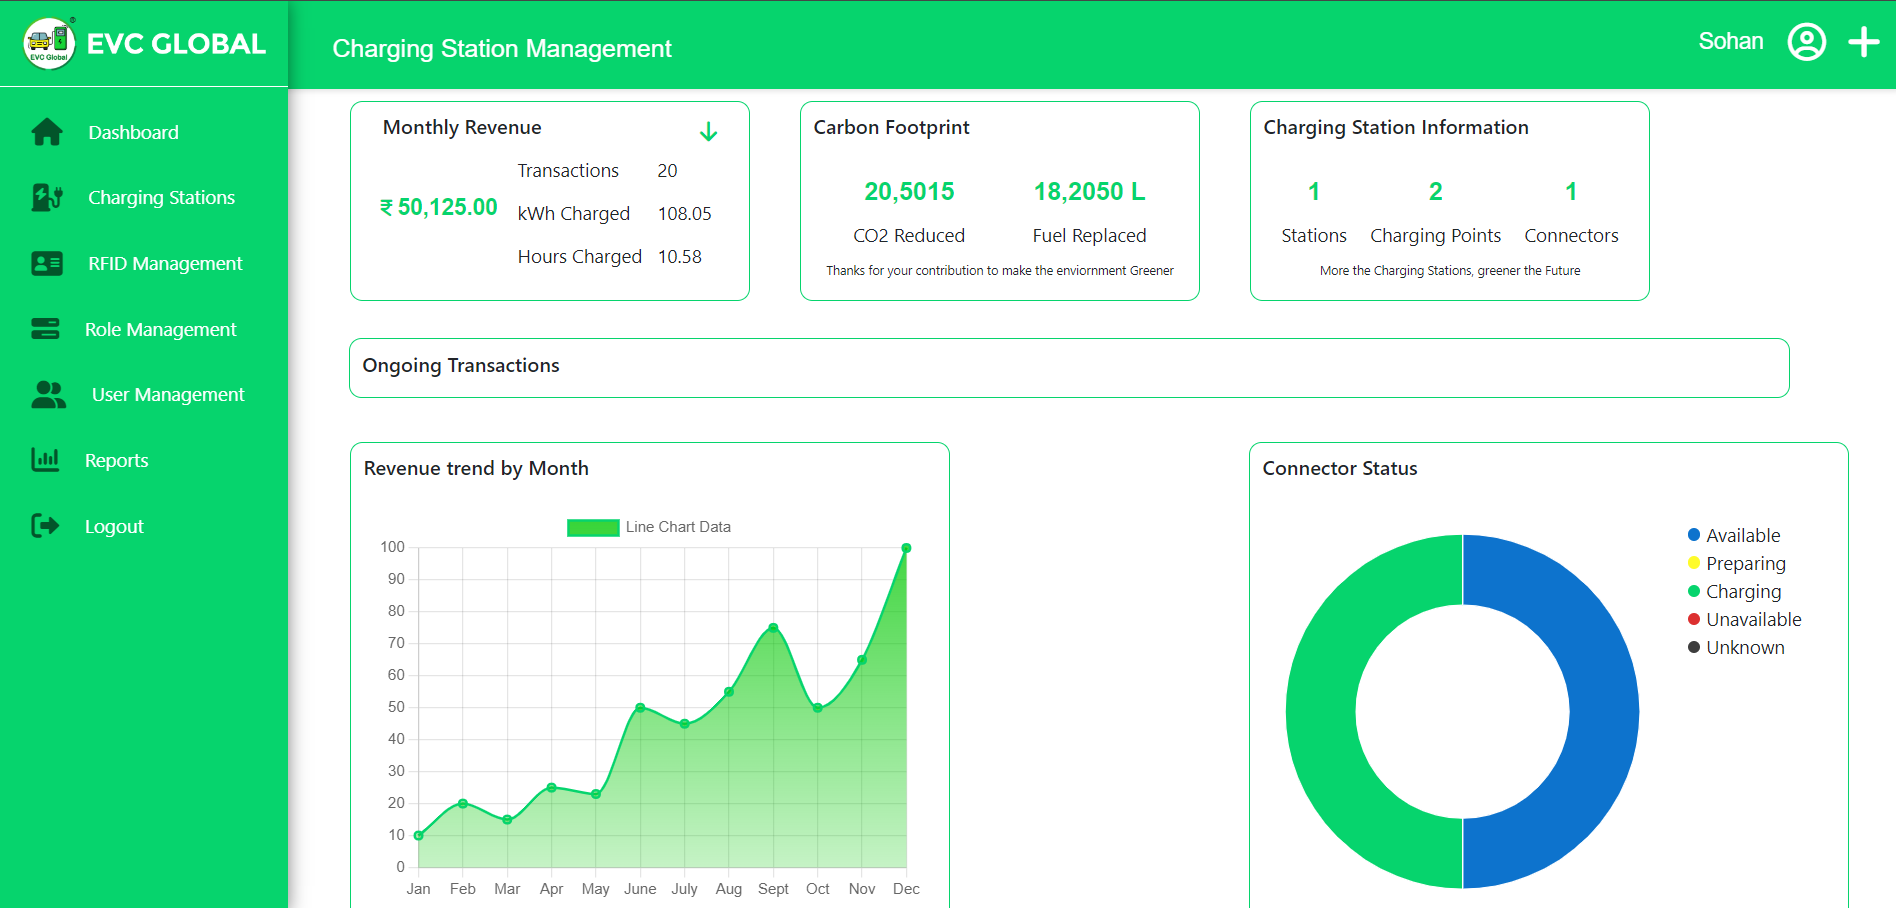 EVC Global
®
EVC GLOBAL
Charging Station Management
Sohan
Dashboard
Charging Stations
RFID Management
Role Management
User Management
Reports
Logout
Monthly Revenue
₹ 50,125.00
Transactions 20
kWh Charged 108.05
Hours Charged 10.58
Carbon Footprint
20,5015 18,2050 L
CO2 Reduced Fuel Replaced
Thanks for your contribution to make the enviornment Greener
Charging Station Information
1 2 1
Stations Charging Points Connectors
More the Charging Stations, greener the Future
Ongoing Transactions
Revenue trend by Month
Line Chart Data
100
90
80
70
60
50
40
30
20
10
0
Jan Feb Mar Apr May June July Aug Sept Oct Nov Dec
Connector Status
Available
Preparing
Charging
Unavailable
Unknown